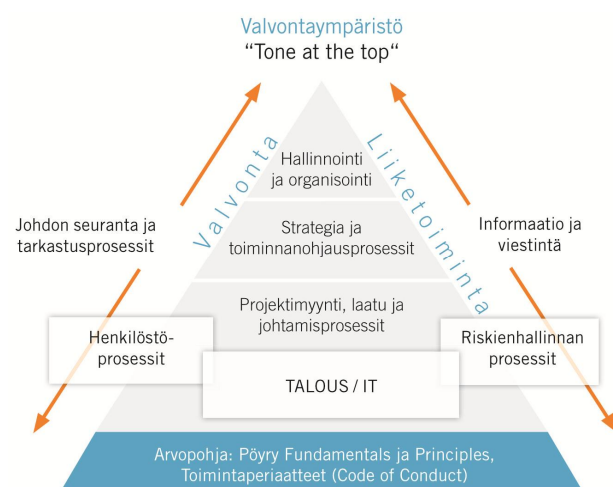 Valvontaympäristö
“Tone at the top“
Valvonta
Liiketoiminta
Hallinnointi
ja organisointi
Johdon seuranta ja
tarkastusprosessit
Strategia ja
toiminnanohjausprosessit
Informaatio ja
viestintä
Projektimyynti, laatu ja
johtamisprosessit
Henkilöstö-
prosessit
Riskienhallinnan
prosessit
TALOUS / IT
Arvopohja: Pöyry Fundamentals ja Principles,
Toimintaperiaatteet (Code of Conduct)